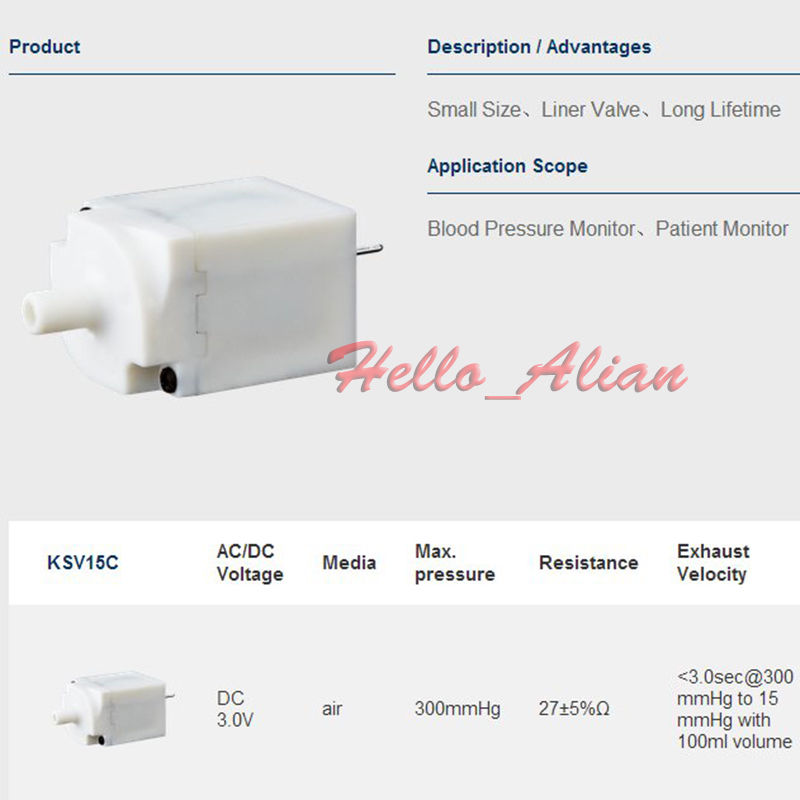 Product
Description / Advantages
Small Size、Liner Valve、Long Lifetime
Application Scope
Blood Pressure Monitor、Patient Monitor
Hello_Alian
KSV15C
AC/DC
Voltage
Media
Max.
pressure
Resistance
Exhaust
Velocity
DC
3.0V
air
300mmHg
27±5%Ω
<3.0sec@300
mmHg to 15
mmHg with
100ml volume